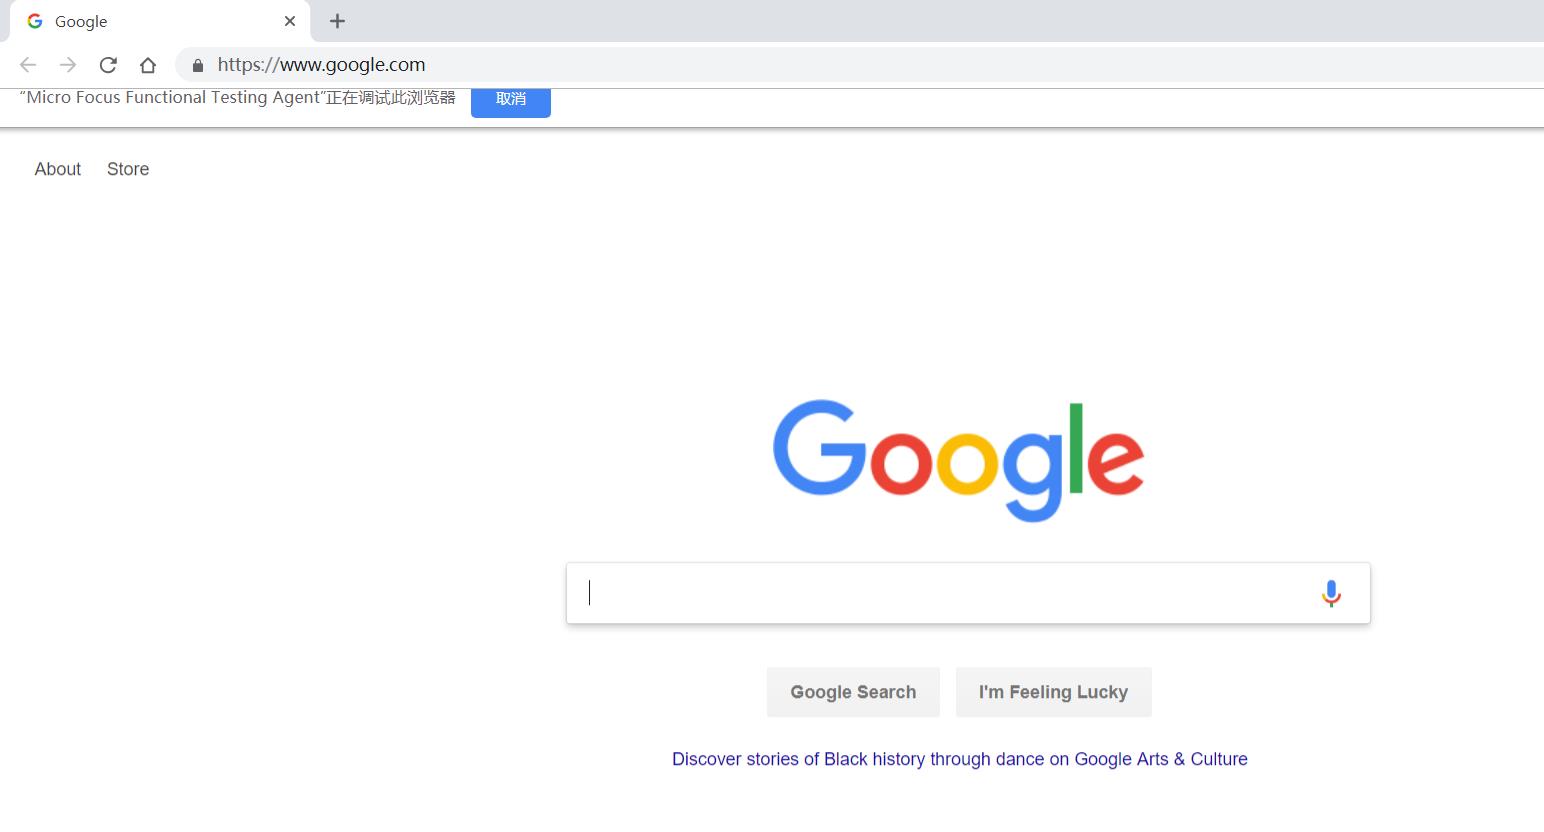 Google
https://www.google.com
“Micro Focus Functional Testing Agent”正在调试此浏览器 取消
About Store
Google
Google Search I'm Feeling Lucky
Discover stories of Black history through dance on Google Arts & Culture